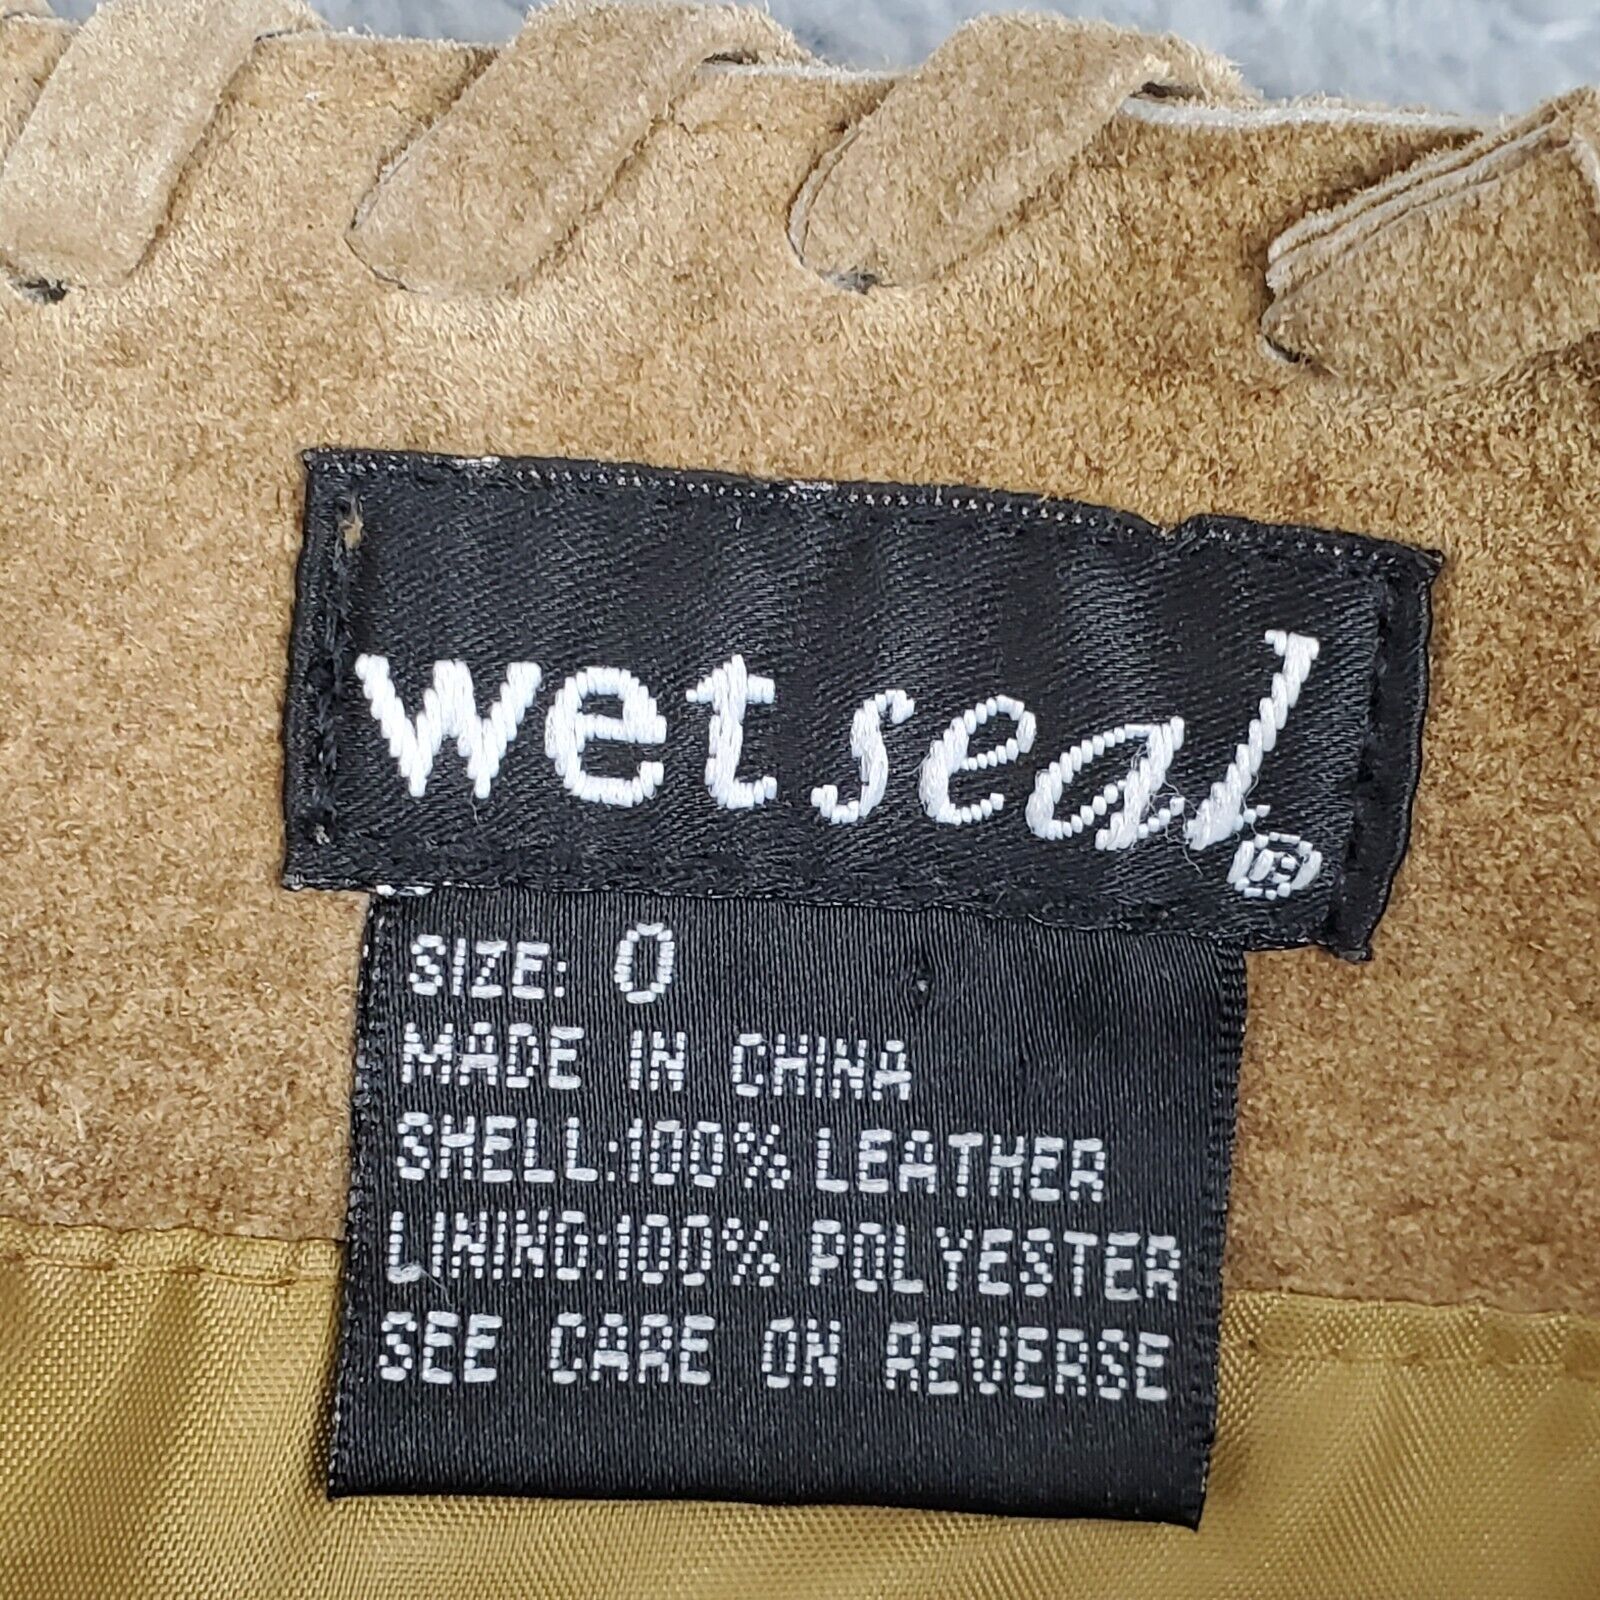 wet seal®
SIZE: 0
MADE IN CHINA
SHELL:100% LEATHER
LINING:100% POLYESTER
SEE CARE ON REVERSE